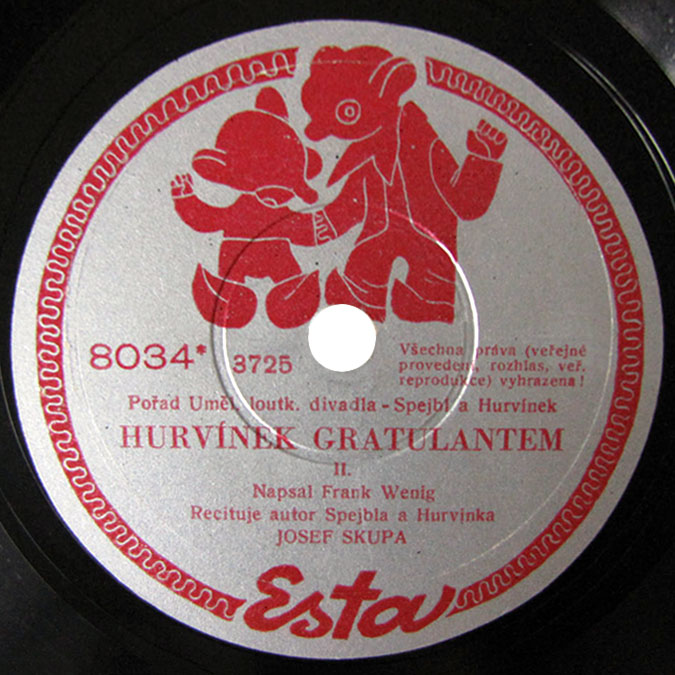 8034* 3725
Všechna práva (veřejné
provedení, rozhlas, veř.
reprodukce) vyhrazena!
Pořad Uměl. loutk. divadla - Spejbl a Hurvínek
HURVÍNEK GRATULANTEM
II.
Napsal Frank Wenig
Recituje autor Spejbla a Hurvínka
JOSEF SKUPA
Esta